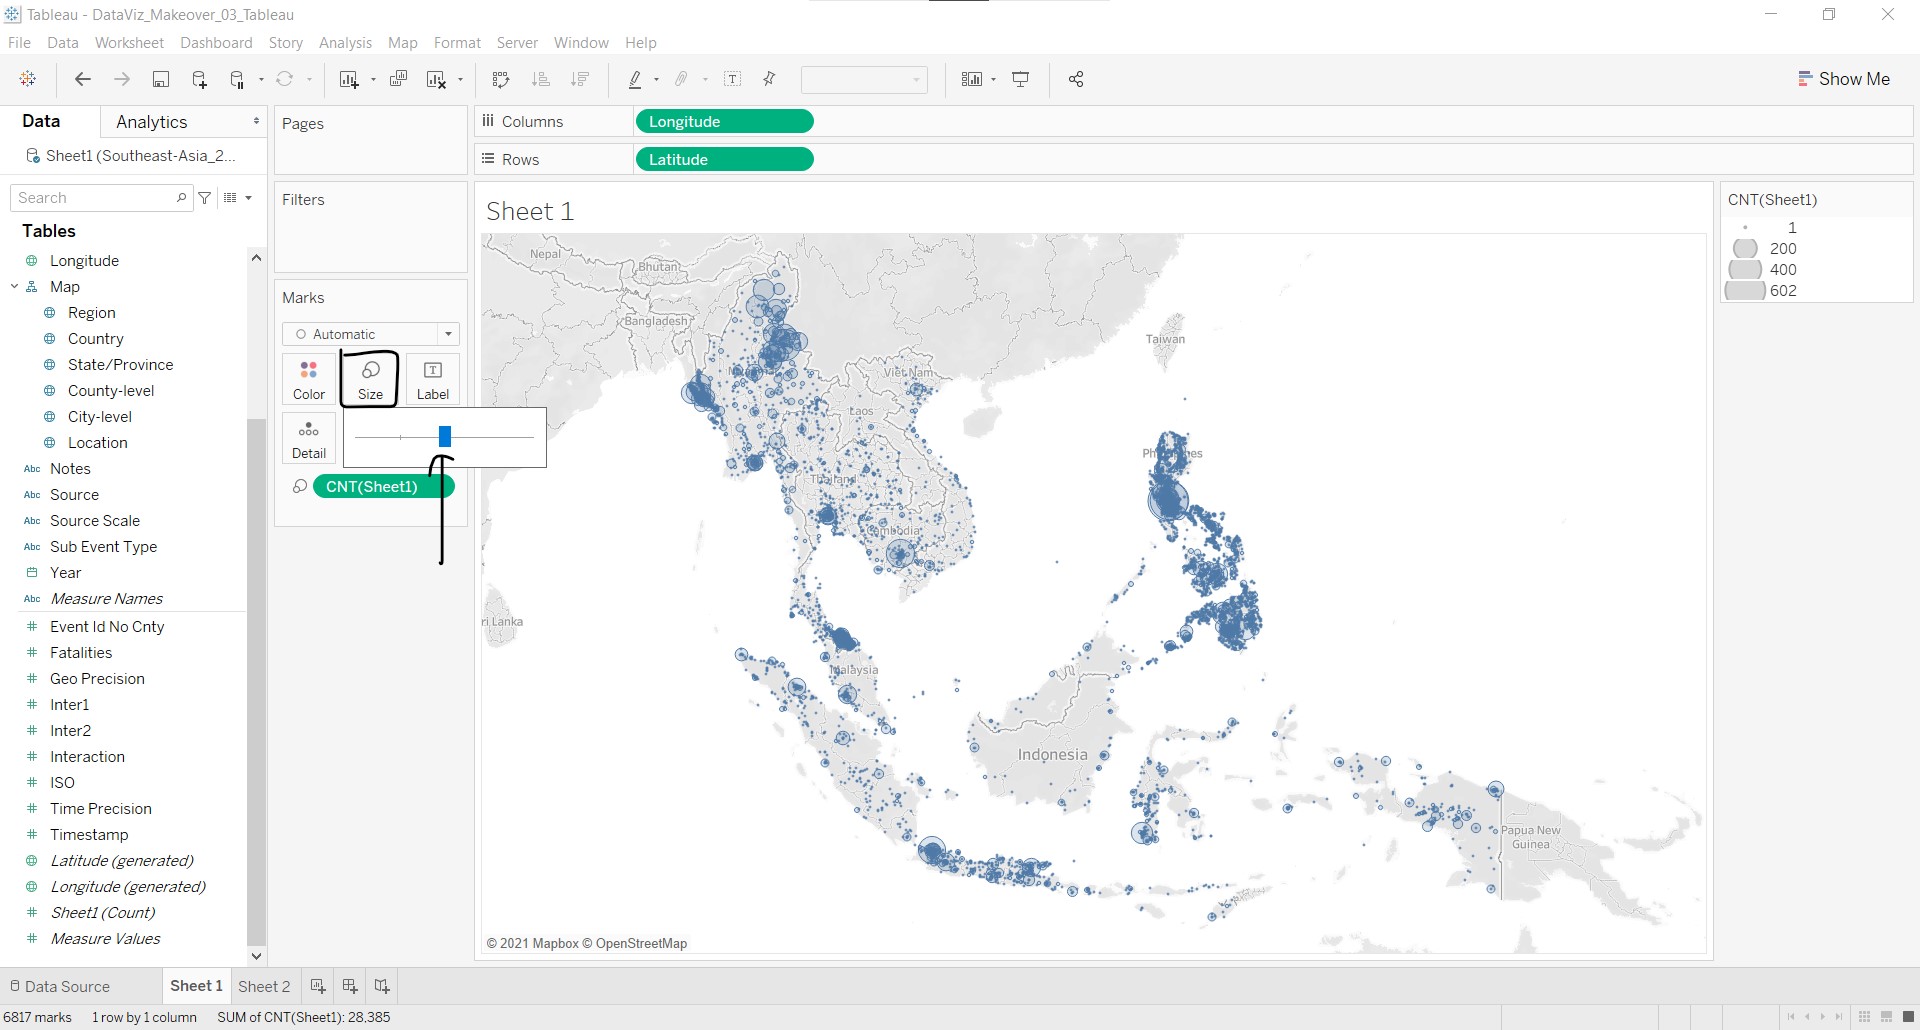 Tableau - DataViz_Makeover_03_Tableau
File Data Worksheet Dashboard Story Analysis Map Format Server Window Help
Show Me
Data Analytics
Sheet1 (Southeast-Asia_2...
Search
Tables
Longitude
Map
Region
Country
State/Province
County-level
City-level
Location
Abc Notes
Abc Source
Abc Source Scale
Abc Sub Event Type
Year
Abc Measure Names
# Event Id No Cnty
# Fatalities
# Geo Precision
# Inter1
# Inter2
# Interaction
# ISO
# Time Precision
# Timestamp
Latitude (generated)
Longitude (generated)
# Sheet1 (Count)
# Measure Values
Pages
Filters
Marks
Automatic
Color Size Label
Detail
CNT(Sheet1)
Columns Longitude
Rows Latitude
Sheet 1
Nepal
Bhutan
Bangladesh
Taiwan
Viet Nam
Laos
Philippines
Thailand
Cambodia
ri Lanka
Malaysia
Indonesia
Papua New
Guinea
© 2021 Mapbox © OpenStreetMap
CNT(Sheet1)
1
200
400
602
Data Source Sheet 1 Sheet 2
6817 marks 1 row by 1 column SUM of CNT(Sheet1): 28,385